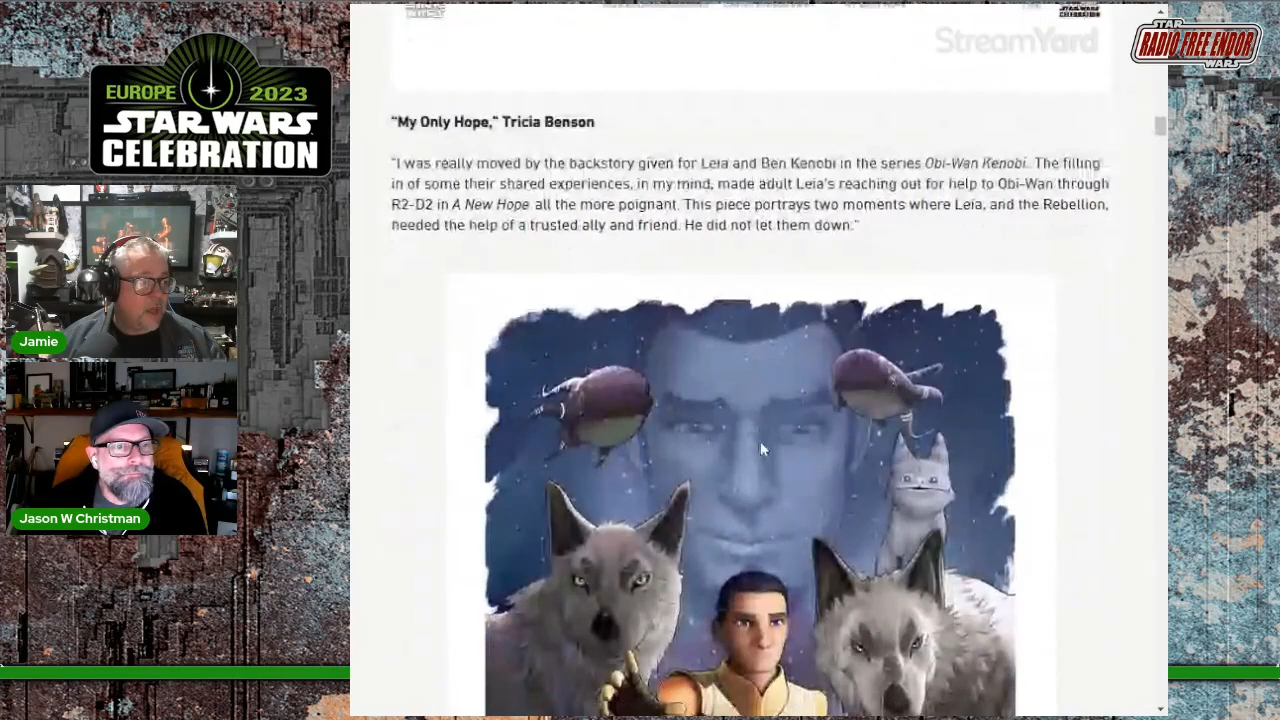 EUROPE 2023
STAR WARS
CELEBRATION
STAR
RADIO FREE ENDOR
WARS
StreamYard
"My Only Hope," Tricia Benson
"I was really moved by the backstory given for Leia and Ben Kenobi in the series Obi-Wan Kenobi. The filling
in of some their shared experiences, in my mind, made adult Leia's reaching out for help to Obi-Wan through
R2-D2 in A New Hope all the more poignant. This piece portrays two moments where Leia, and the Rebellion,
needed the help of a trusted ally and friend. He did not let them down."
Jamie
Jason W Christman